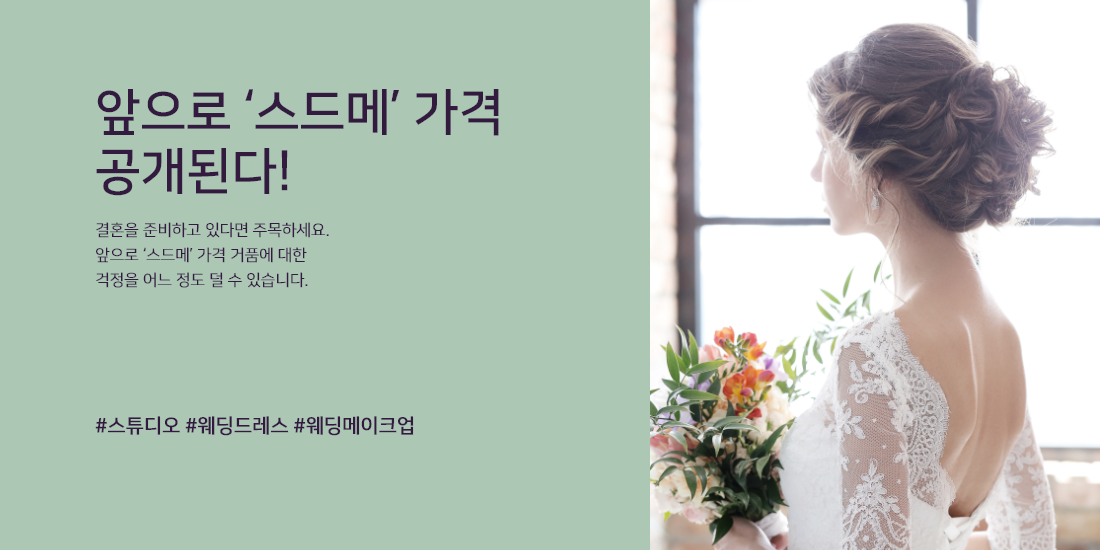 앞으로 ‘스드메’ 가격
공개된다!
결혼을 준비하고 있다면 주목하세요.
앞으로 ‘스드메’ 가격 거품에 대한
걱정을 어느 정도 덜 수 있습니다.
#스튜디오 #웨딩드레스 #웨딩메이크업